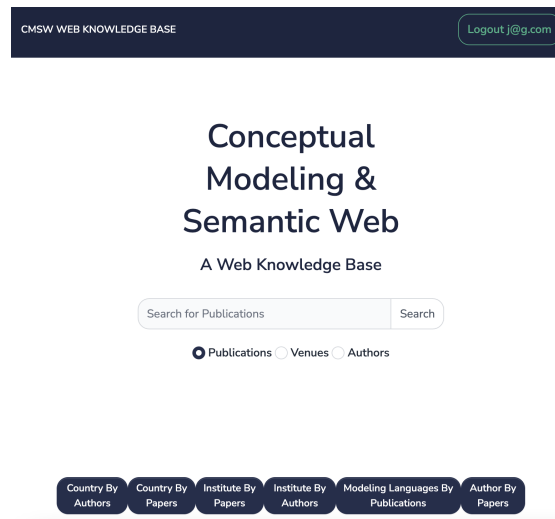 CMSW WEB KNOWLEDGE BASE
Logout j@g.com
Conceptual
Modeling &
Semantic Web
A Web Knowledge Base
Search for Publications
Search
Publications Venues Authors
Country By
Authors
Country By
Papers
Institute By
Papers
Institute By
Authors
Modeling Languages By
Publications
Author By
Papers